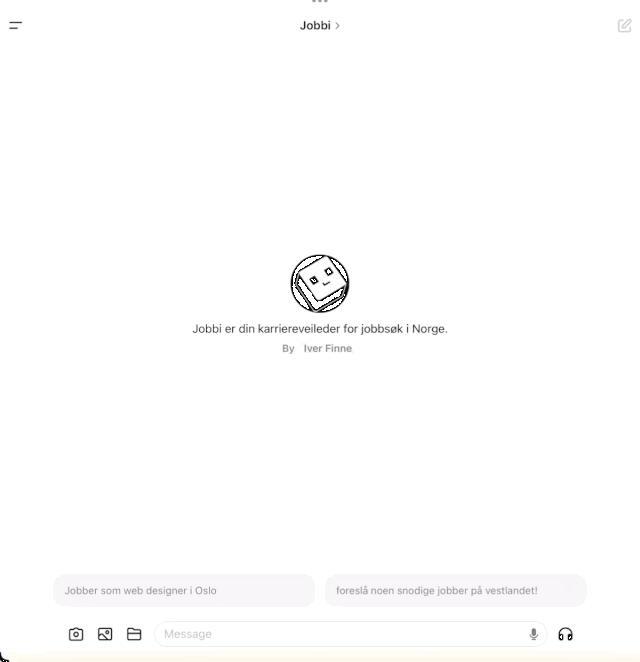 Jobbi >
Jobbi er din karriereveileder for jobbsøk i Norge.
By Iver Finne
Jobber som web designer i Oslo
foreslå noen snodige jobber på vestlandet!
Message